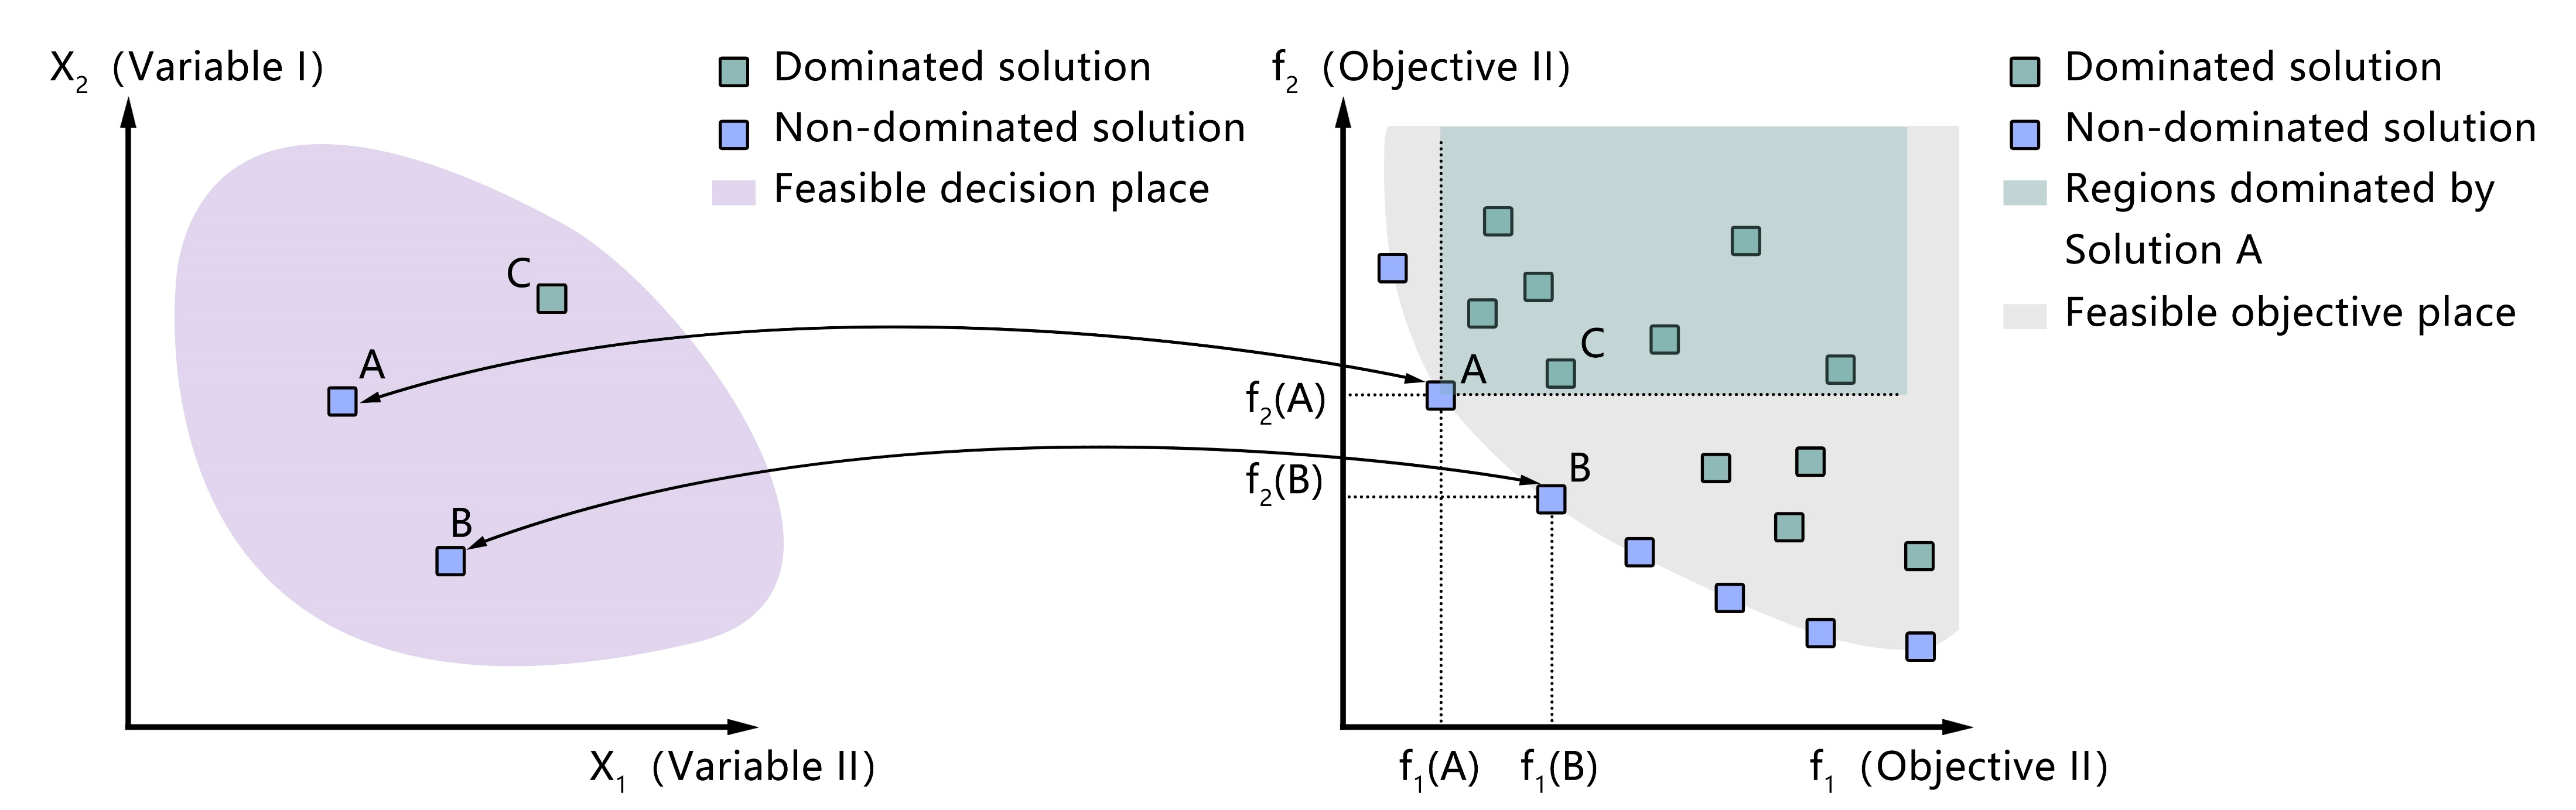 X2 (Variable I)
Dominated solution
Non-dominated solution
Feasible decision place
C
A
B
X1 (Variable II)
f2 (Objective II)
Dominated solution
Non-dominated solution
Regions dominated by
Solution A
Feasible objective place
C
A
f2(A)
B
f2(B)
f1(A)
f1(B)
f1 (Objective II)